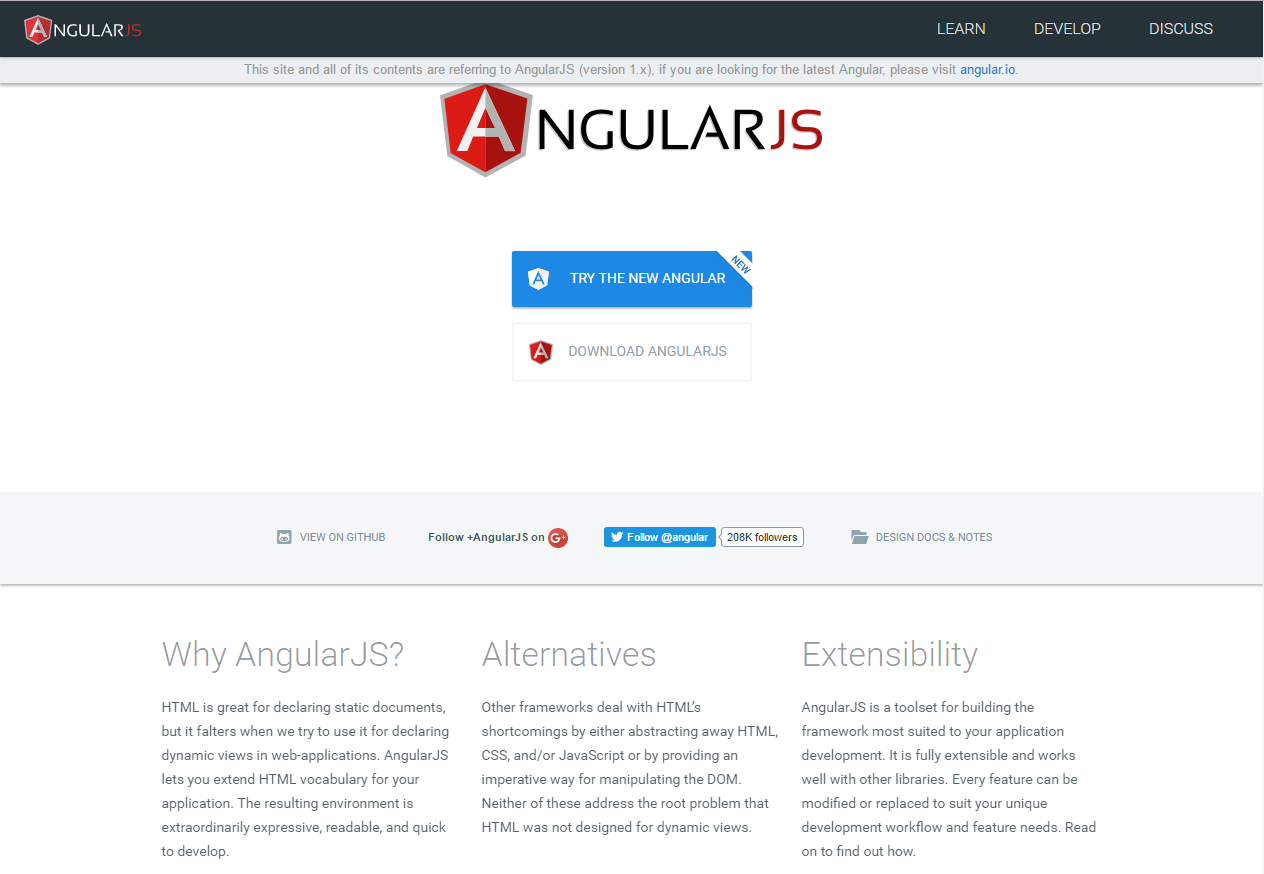 ANGULARJS
LEARN
DEVELOP
DISCUSS
This site and all of its contents are referring to AngularJS (version 1.x), if you are looking for the latest Angular, please visit angular.io.
ANGULARJS
A
TRY THE NEW ANGULAR
NEW
A
DOWNLOAD ANGULARJS
VIEW ON GITHUB
Follow +AngularJS on G+
Follow @angular
208K followers
DESIGN DOCS & NOTES
Why AngularJS?
HTML is great for declaring static documents,
but it falters when we try to use it for declaring
dynamic views in web-applications. AngularJS
lets you extend HTML vocabulary for your
application. The resulting environment is
extraordinarily expressive, readable, and quick
to develop.
Alternatives
Other frameworks deal with HTML’s
shortcomings by either abstracting away HTML,
CSS, and/or JavaScript or by providing an
imperative way for manipulating the DOM.
Neither of these address the root problem that
HTML was not designed for dynamic views.
Extensibility
AngularJS is a toolset for building the
framework most suited to your application
development. It is fully extensible and works
well with other libraries. Every feature can be
modified or replaced to suit your unique
development workflow and feature needs. Read
on to find out how.